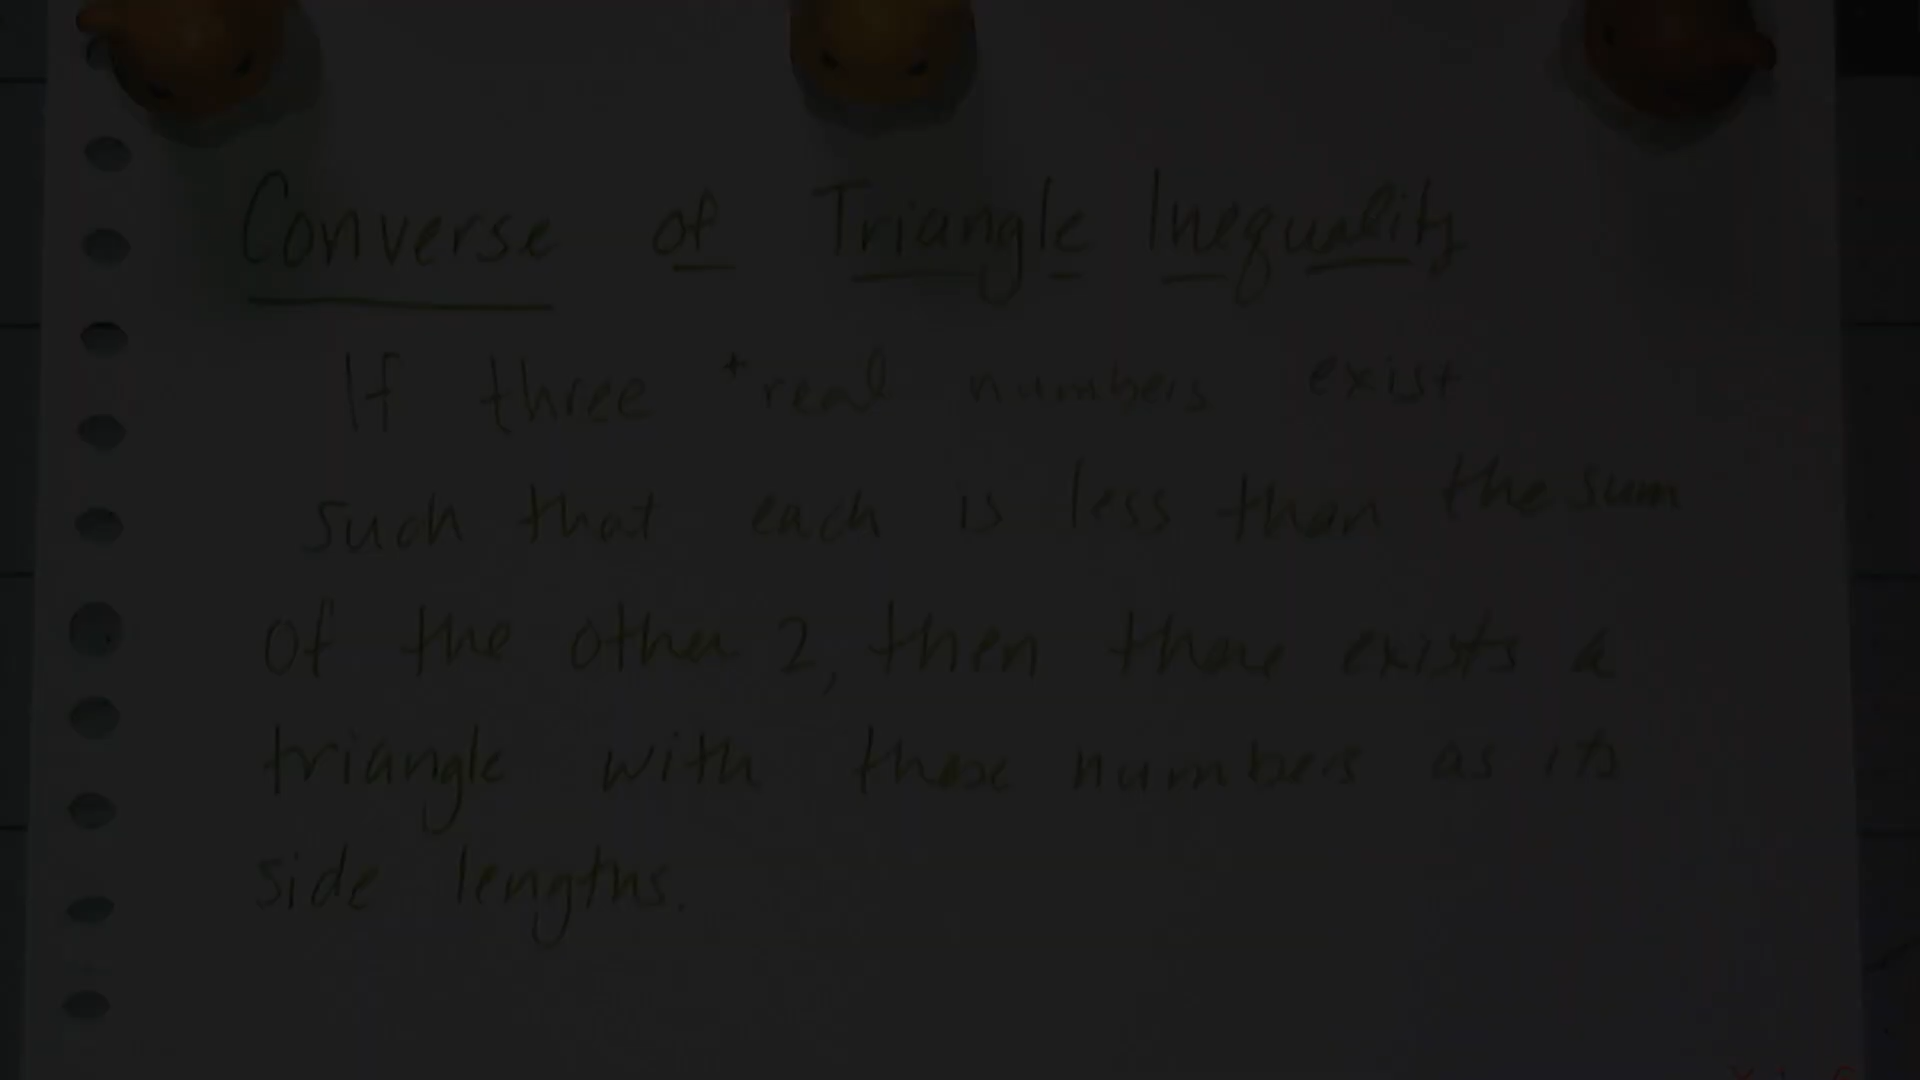 Converse of Triangle Inequality
If three + real numbers exist
such that each is less than the sum
of the other 2, then there exists a
triangle with these numbers as its
side lengths.